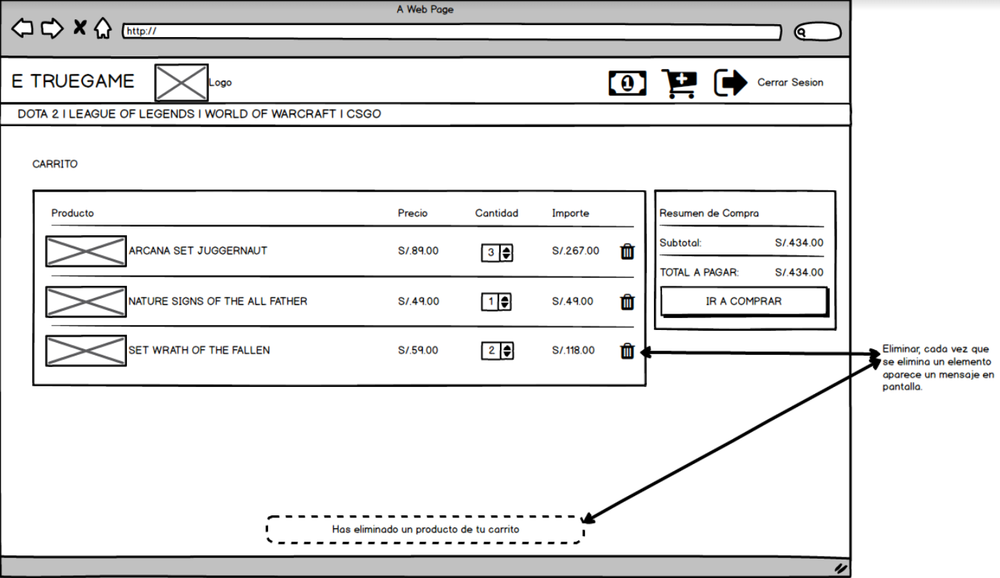 A Web Page
http://
E TRUEGAME
Logo
Cerrar Sesion
DOTA 2 I LEAGUE OF LEGENDS I WORLD OF WARCRAFT I CSGO
CARRITO
Producto Precio Cantidad Importe
ARCANA SET JUGGERNAUT S/.89.00 3 S/.267.00
NATURE SIGNS OF THE ALL FATHER S/.49.00 1 S/.49.00
SET WRATH OF THE FALLEN S/.59.00 2 S/.118.00
Resumen de Compra
Subtotal: S/.434.00
TOTAL A PAGAR: S/.434.00
IR A COMPRAR
Eliminar, cada vez que
se elimina un elemento
aparece un mensaje en
pantalla.
Has eliminado un producto de tu carrito